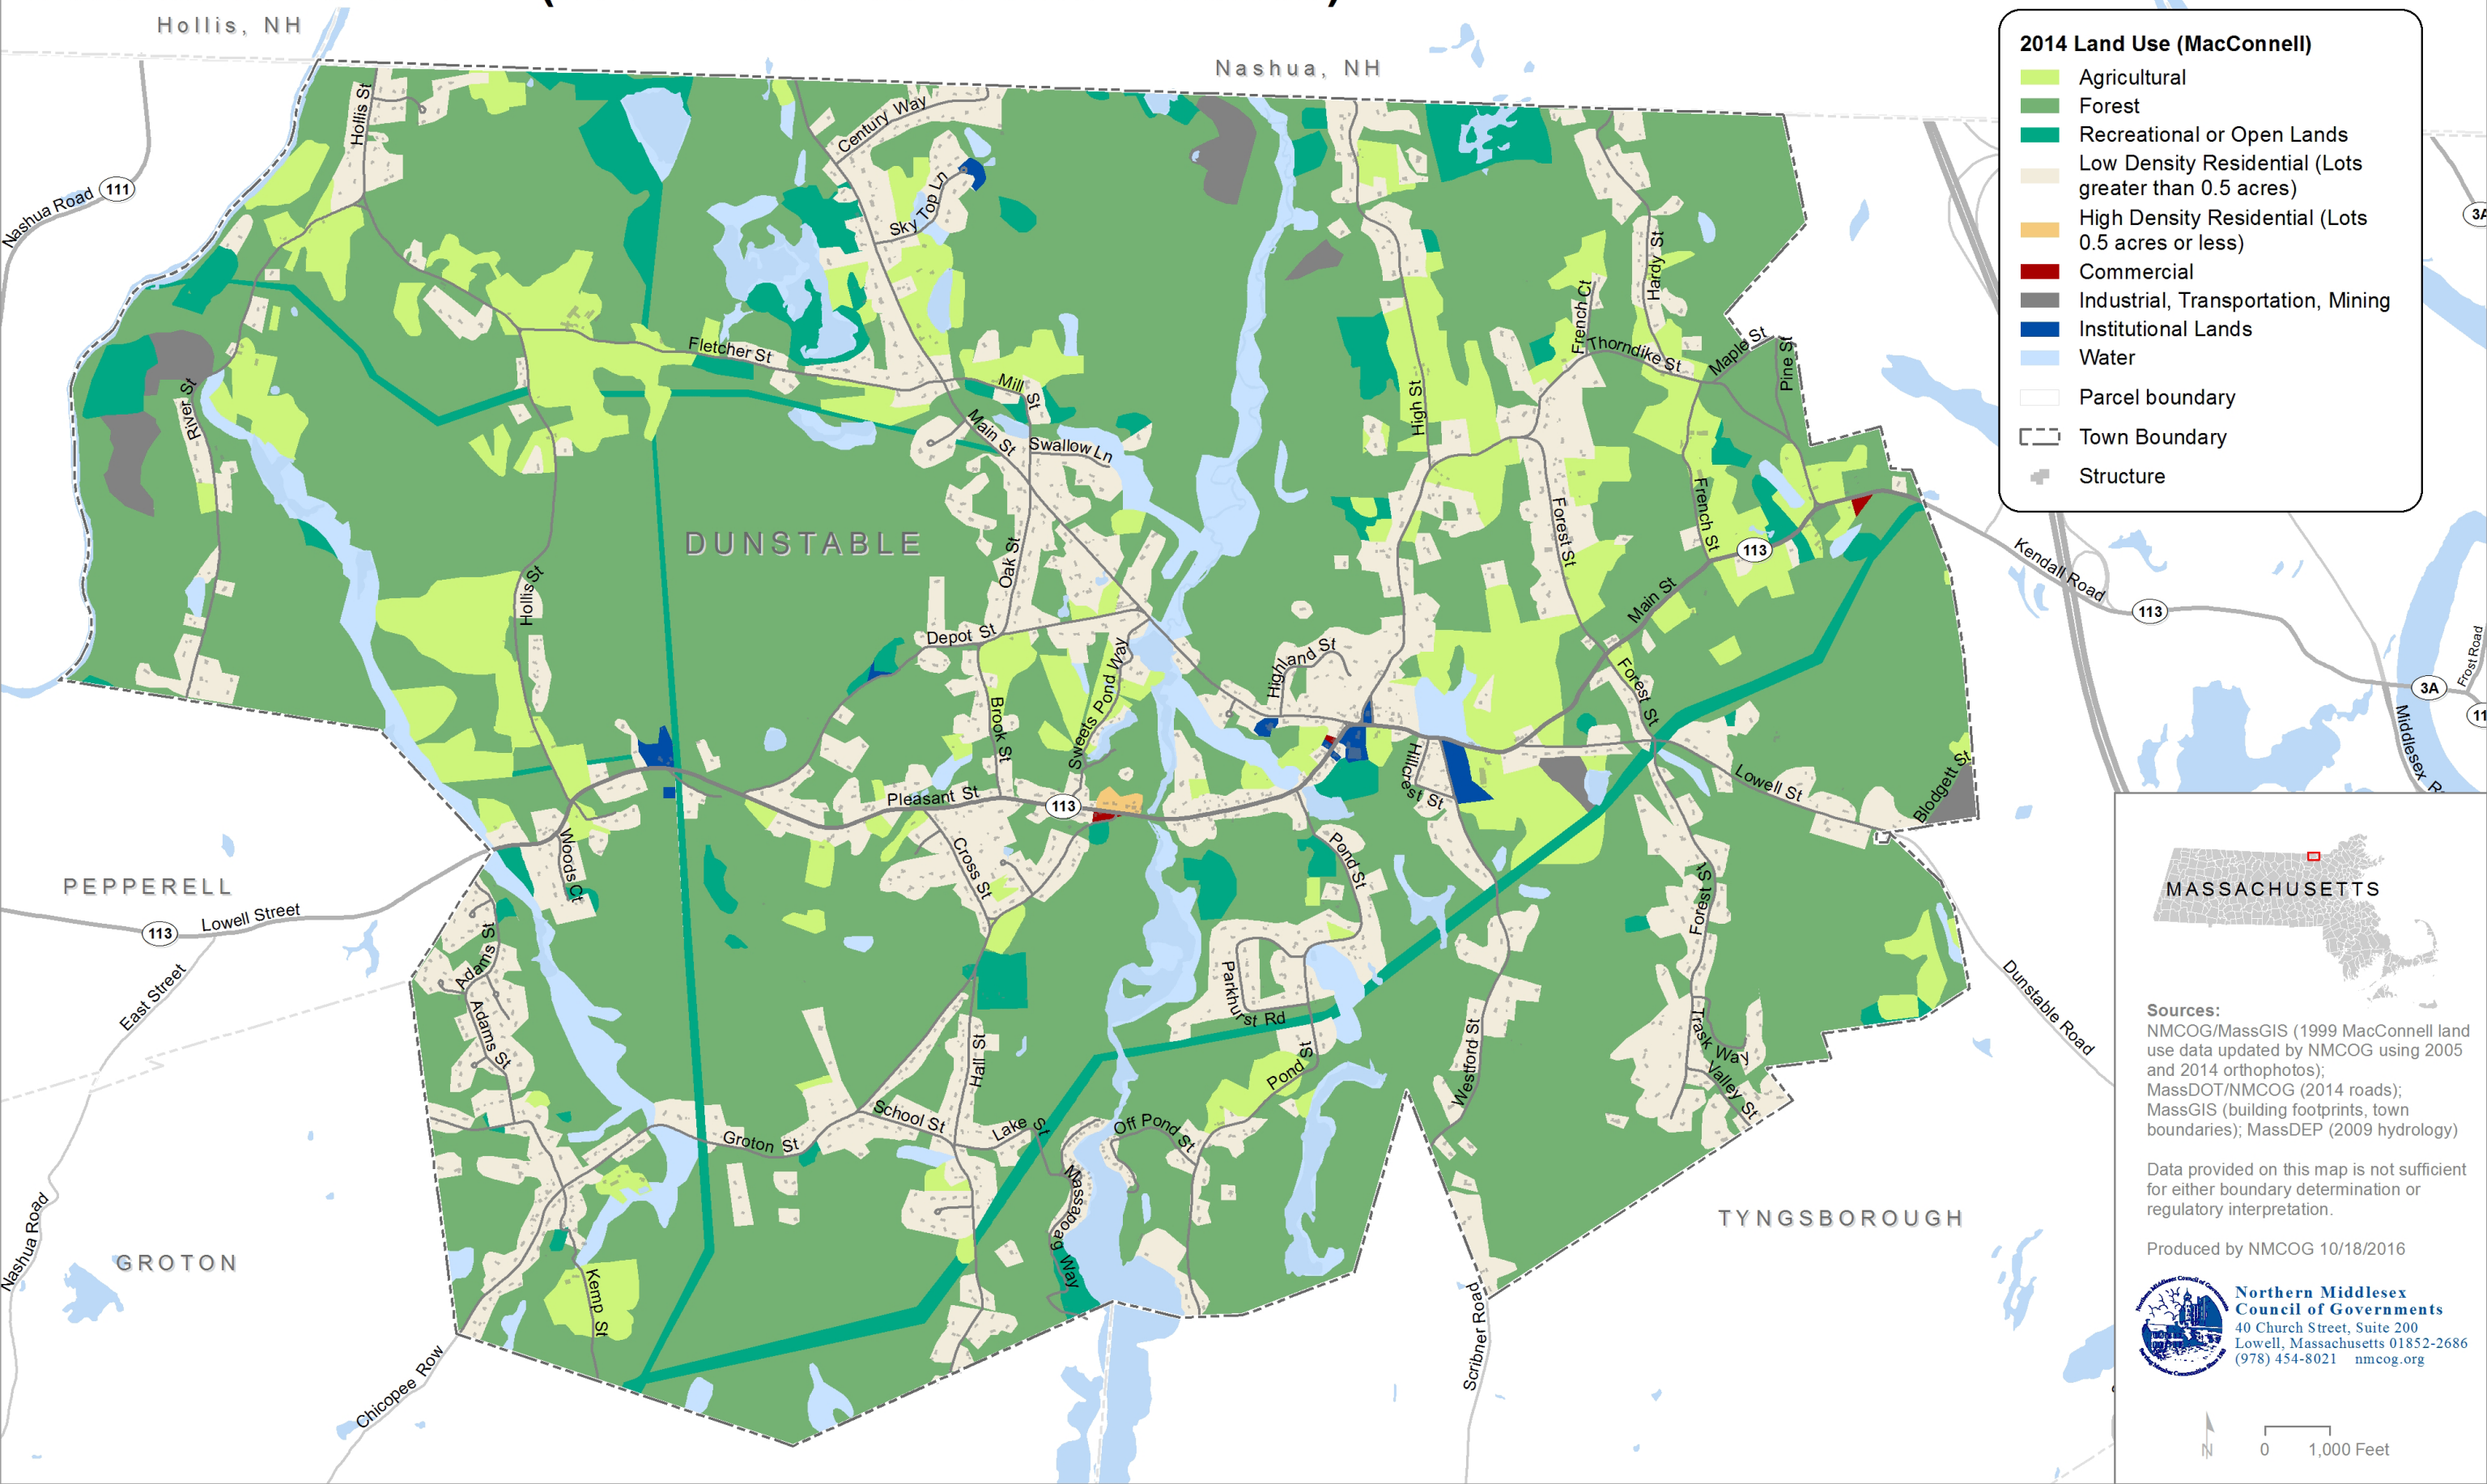 Hollis, NH
Nashua, NH
2014 Land Use (MacConnell)
Agricultural
Forest
Recreational or Open Lands
Low Density Residential (Lots
greater than 0.5 acres)
High Density Residential (Lots
0.5 acres or less)
Commercial
Industrial, Transportation, Mining
Institutional Lands
Water
Parcel boundary
Town Boundary
Structure
Nashua Road
111
Hollis St
Century Way
Sky Top Ln
Hardy St
French Ct
Thorndike St
Maple St
Pine St
Fletcher St
Mill St
Main St
Swallow Ln
High St
River St
DUNSTABLE
Oak St
Forest St
French St
113
Main St
Kendall Road
113
3A
3A
Frost Road
11
Middlesex R
Hollis St
Depot St
Brook St
Sweets Pond Way
Highland St
Forest St
Hillcrest St
Lowell St
Blodgett St
Pleasant St
113
Woods Ct
Cross St
Pond St
PEPPERELL
113
Lowell Street
East Street
Adams St
Adams St
Parkhurst Rd
Forest St
Dunstable Road
Hall St
Pond St
Westford St
Trask Way
Valley St
School St
Lake St
Off Pond St
Groton St
Massapoag Way
Nashua Road
GROTON
Kemp St
TYNGSBOROUGH
Chicopee Row
Scribner Road
MASSACHUSETTS
Sources:
NMCOG/MassGIS (1999 MacConnell land
use data updated by NMCOG using 2005
and 2014 orthophotos);
MassDOT/NMCOG (2014 roads);
MassGIS (building footprints, town
boundaries); MassDEP (2009 hydrology)
Data provided on this map is not sufficient
for either boundary determination or
regulatory interpretation.
Produced by NMCOG 10/18/2016
Northern Middlesex
Council of Governments
40 Church Street, Suite 200
Lowell, Massachusetts 01852-2686
(978) 454-8021 nmcog.org
N
0 1,000 Feet